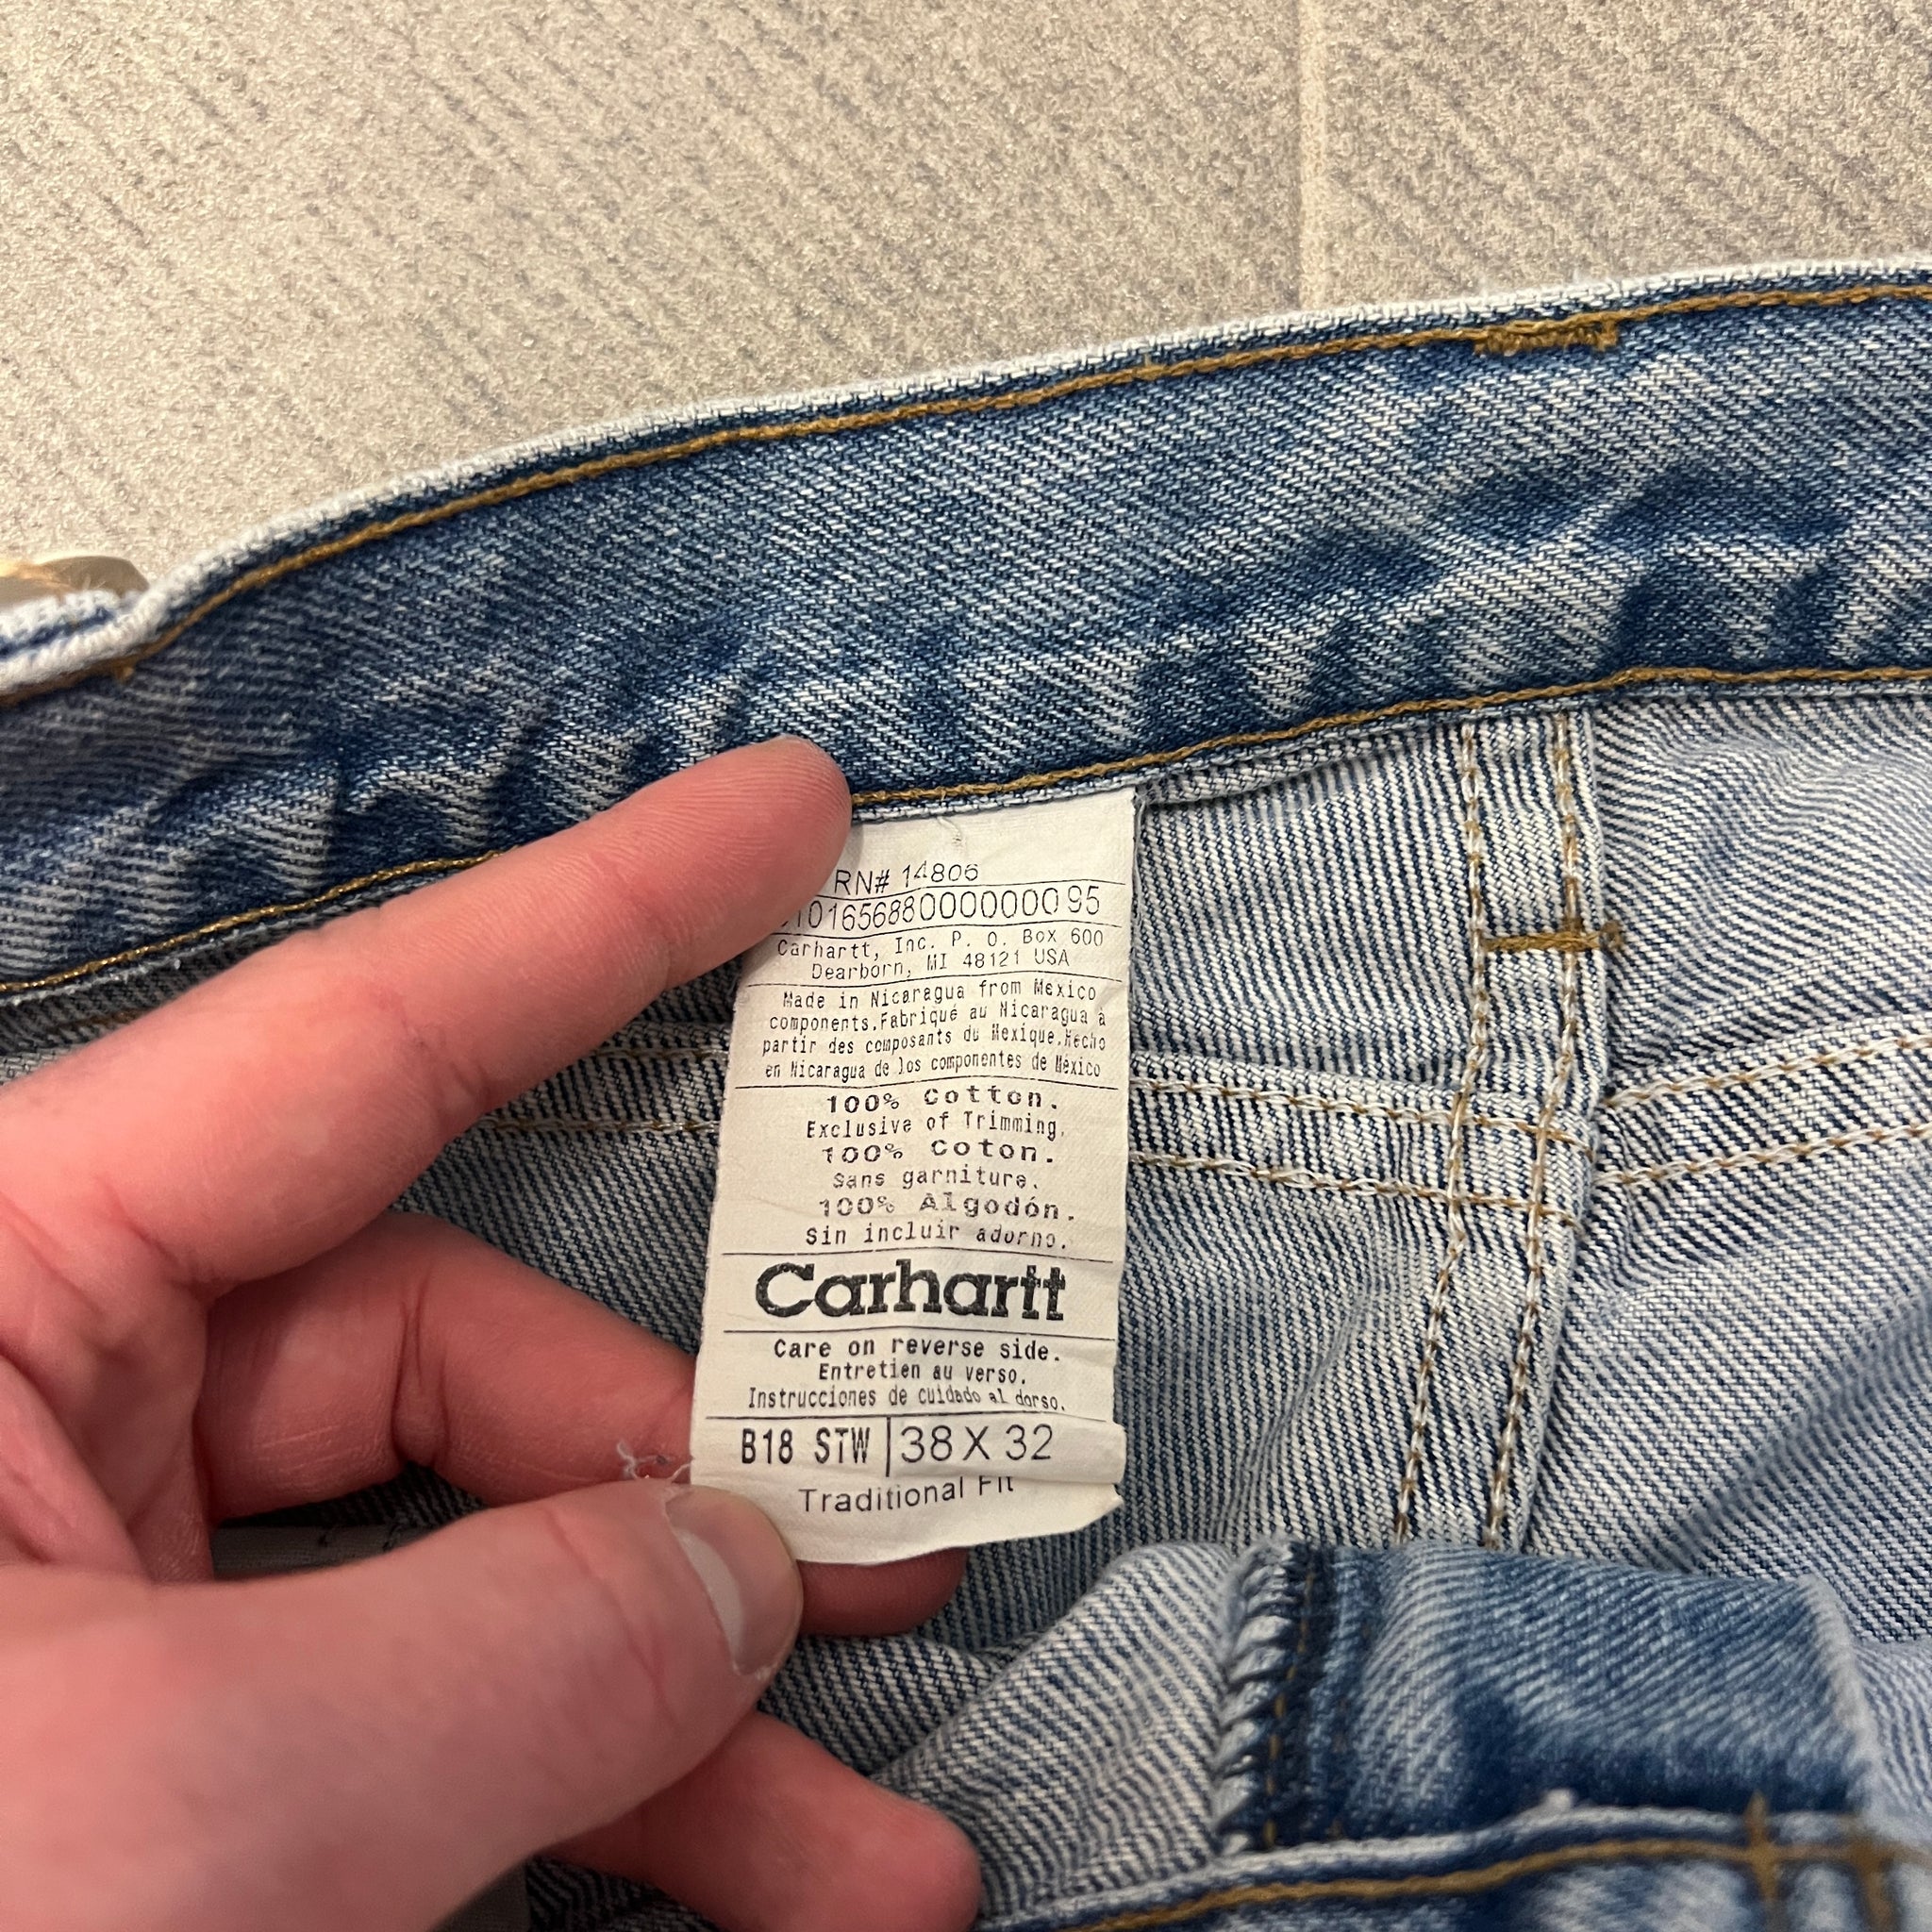 RN# 14806
101656880000000095
Carhartt, Inc. P. O. Box 600
Dearborn, MI 48121 USA
Made in Nicaragua from Mexico
components.Fabriqué au Nicaragua à
partir des composants du Mexique.Hecho
en Nicaragua de los componentes de México
100% Cotton.
Exclusive of Trimming.
100% Coton.
Sans garniture.
100% Algodón.
Sin incluir adorno.
Carhartt
Care on reverse side.
Entretien au verso.
Instrucciones de cuidado al dorso.
B18 STW 38 X 32
Traditional Fit